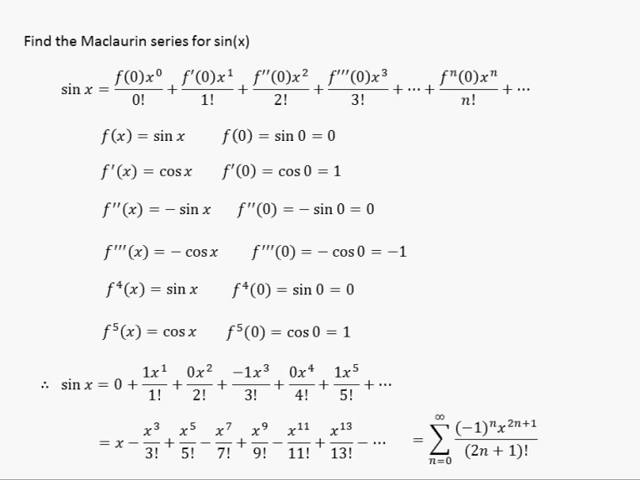 Find the Maclaurin series for sin(x)
sin x = f(0)x⁰/0! + f′(0)x¹/1! + f′′(0)x²/2! + f′′′(0)x³/3! + ⋯ + fⁿ(0)xⁿ/n! + ⋯
f(x) = sin x f(0) = sin 0 = 0
f′(x) = cos x f′(0) = cos 0 = 1
f′′(x) = − sin x f′′(0) = − sin 0 = 0
f′′′(x) = − cos x f′′′(0) = − cos 0 = −1
f⁴(x) = sin x f⁴(0) = sin 0 = 0
f⁵(x) = cos x f⁵(0) = cos 0 = 1
∴ sin x = 0 + 1x¹/1! + 0x²/2! + −1x³/3! + 0x⁴/4! + 1x⁵/5! + ⋯
= x − x³/3! + x⁵/5! − x⁷/7! + x⁹/9! − x¹¹/11! + x¹³/13! − ⋯ = ∑_{n=0}^{∞} (−1)ⁿx²ⁿ⁺¹/(2n + 1)!